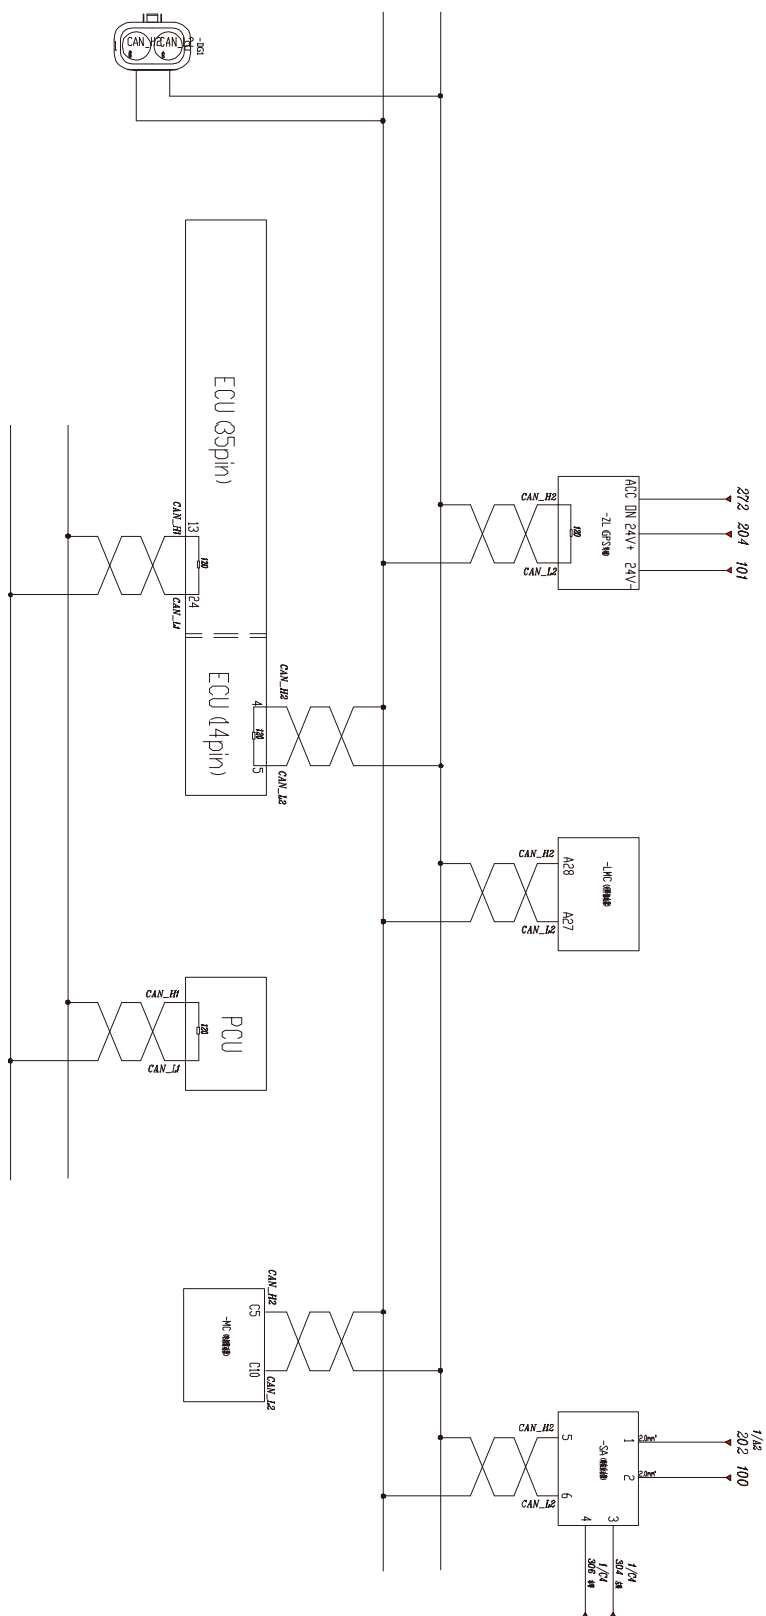 1
CAN_H2
CAN_L2
2
-DG1
ECU (35pin)
CAN_H1
13
120
24
CAN_L1
ECU (14pin)
CAN_H2
4
120
5
CAN_L2
CAN_H2
120
CAN_L2
-ZL GPS
ACC ON
24V+
24V-
272
204
101
CAN_H2
A28
-LMC
A27
CAN_L2
CAN_H1
120
CAN_L1
PCU
CAN_H2
C5
-MC
C10
CAN_L2
CAN_H2
5
6
CAN_L2
-SA
1
2
3
4
2.0mm²
2.0mm²
1/A2
202
100
1/C4
304
1/C4
306